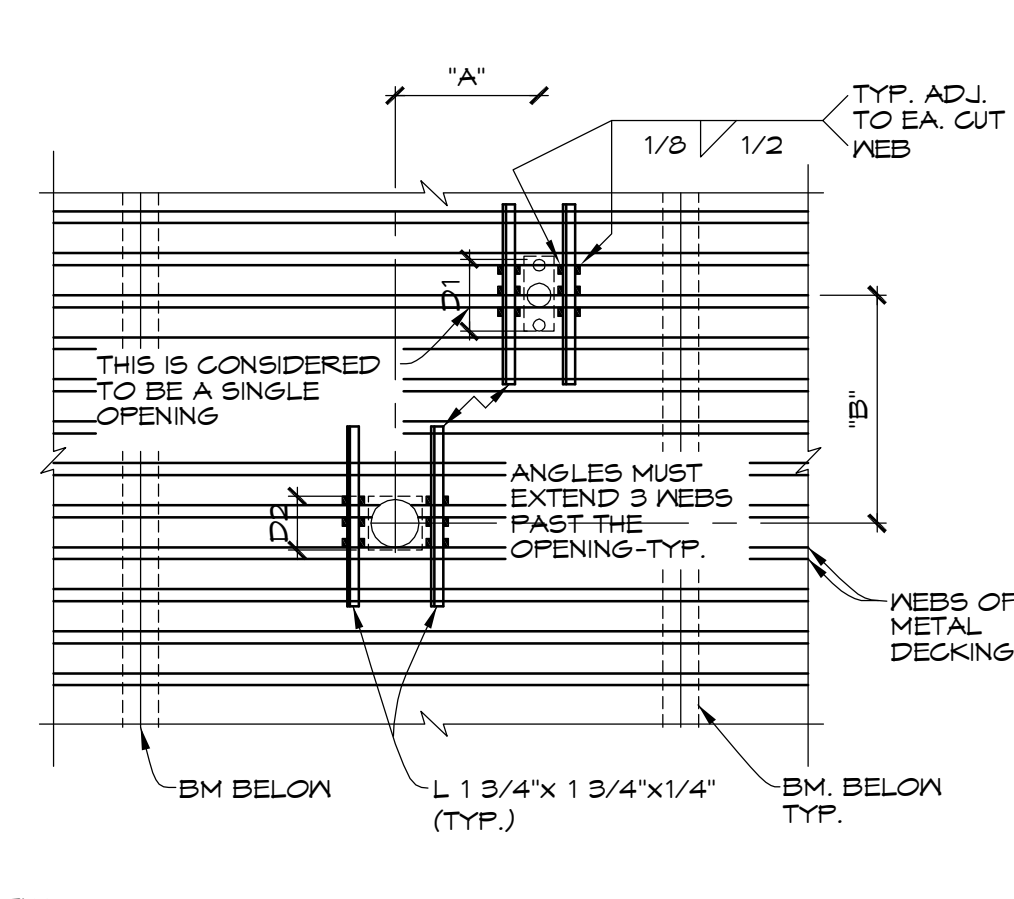 "A"
TYP. ADJ.
TO EA. CUT
WEB
1/8 1/2
D1
THIS IS CONSIDERED
TO BE A SINGLE
OPENING
"B"
ANGLES MUST
EXTEND 3 WEBS
PAST THE
OPENING-TYP.
D2
WEBS OF
METAL
DECKING
BM BELOW
L 1 3/4"x 1 3/4"x1/4"
(TYP.)
BM. BELOW
TYP.